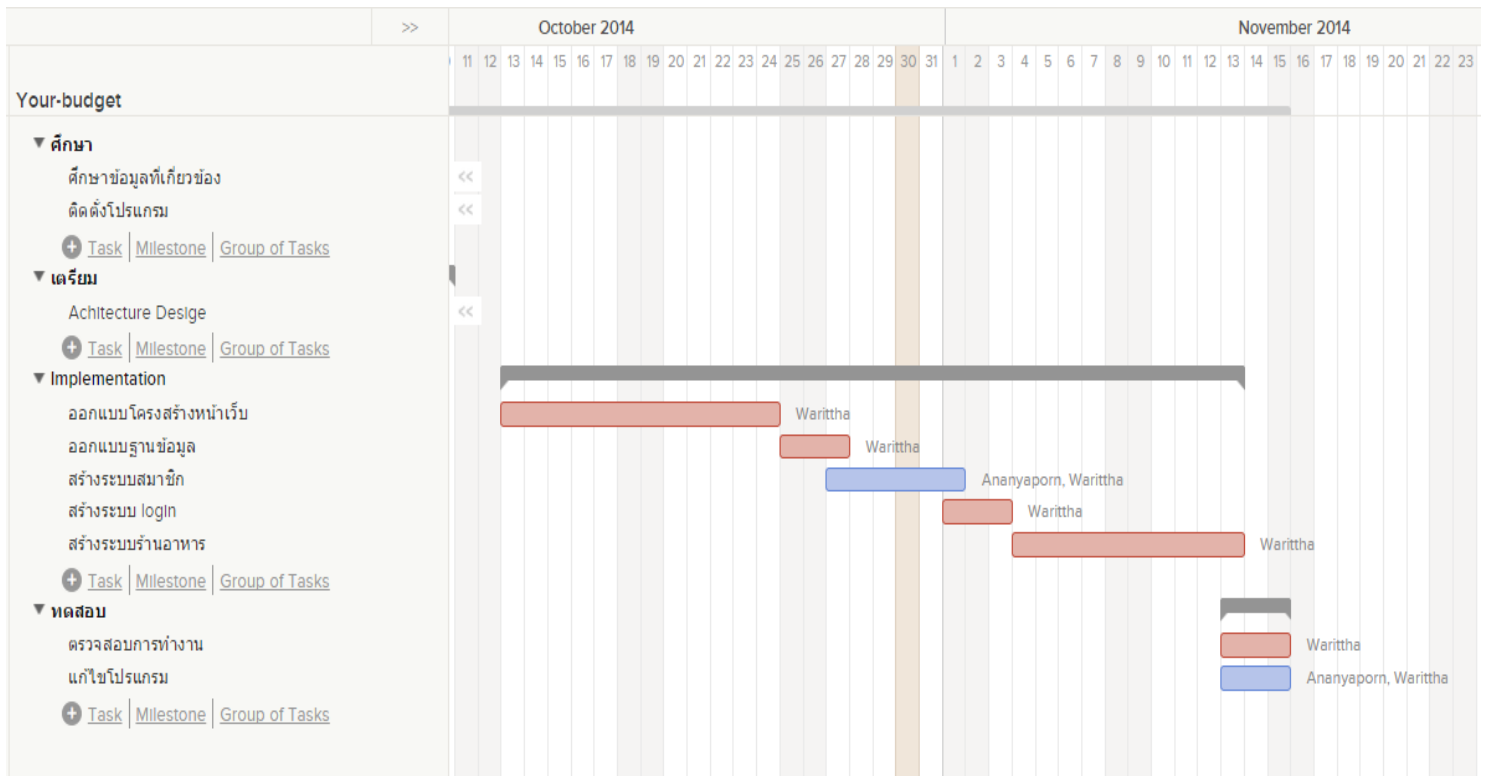 >> October 2014 November 2014
11 12 13 14 15 16 17 18 19 20 21 22 23 24 25 26 27 28 29 30 31 1 2 3 4 5 6 7 8 9 10 11 12 13 14 15 16 17 18 19 20 21 22 23
Your-budget
ศึกษา
ศึกษาข้อมูลที่เกี่ยวข้อง <<
ติดตั้งโปรแกรม <<
Task Milestone Group of Tasks
เตรียม
Achitecture Desige <<
Task Milestone Group of Tasks
Implementation
ออกแบบโครงสร้างหน้าเว็บ Warittha
ออกแบบฐานข้อมูล Warittha
สร้างระบบสมาชิก Ananyaporn, Warittha
สร้างระบบ login Warittha
สร้างระบบร้านอาหาร Warittha
Task Milestone Group of Tasks
ทดสอบ
ตรวจสอบการทำงาน Warittha
แก้ไขโปรแกรม Ananyaporn, Warittha
Task Milestone Group of Tasks